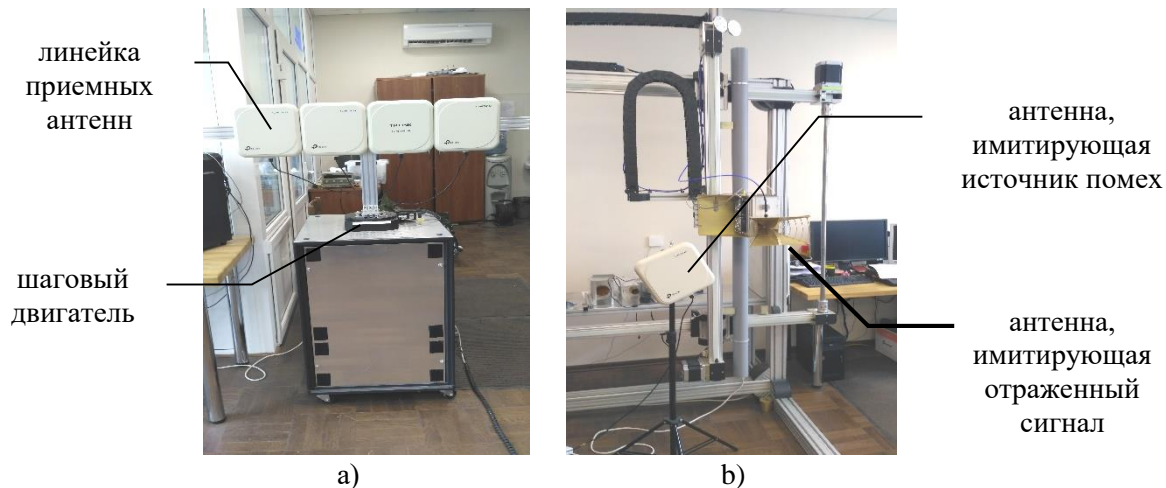 линейка
приемных
антенн
шаговый
двигатель
антенна,
имитирующая
источник помех
антенна,
имитирующая
отраженный
сигнал
а)
b)